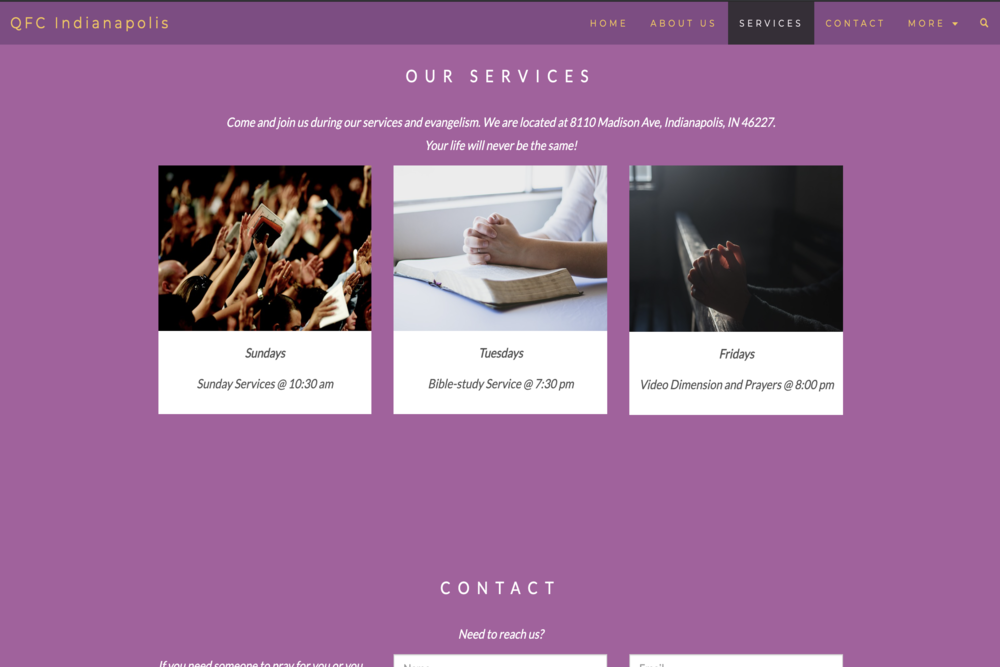 QFC Indianapolis
HOME ABOUT US SERVICES CONTACT MORE
OUR SERVICES
Come and join us during our services and evangelism. We are located at 8110 Madison Ave, Indianapolis, IN 46227.
Your life will never be the same!
Sundays
Sunday Services @ 10:30 am
Tuesdays
Bible-study Service @ 7:30 pm
Fridays
Video Dimension and Prayers @ 8:00 pm
CONTACT
Need to reach us?
If you need someone to pray for you or you
Name
Email